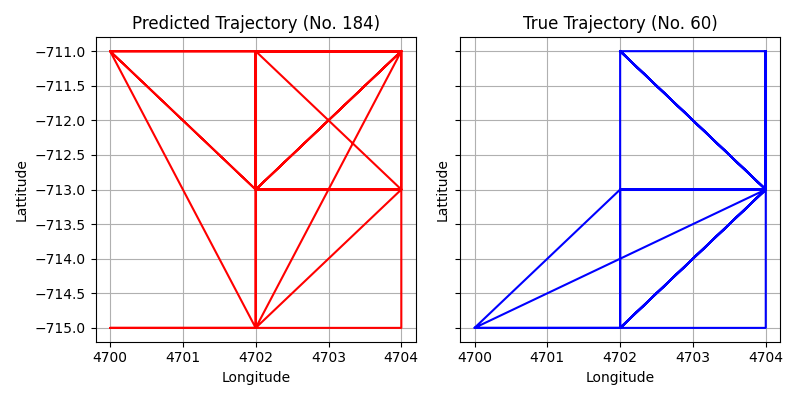 Predicted Trajectory (No. 184)
True Trajectory (No. 60)
−711.0
−711.5
−712.0
−712.5
−713.0
−713.5
−714.0
−714.5
−715.0
Lattitude
Lattitude
4700 4701 4702 4703 4704
4700 4701 4702 4703 4704
Longitude
Longitude